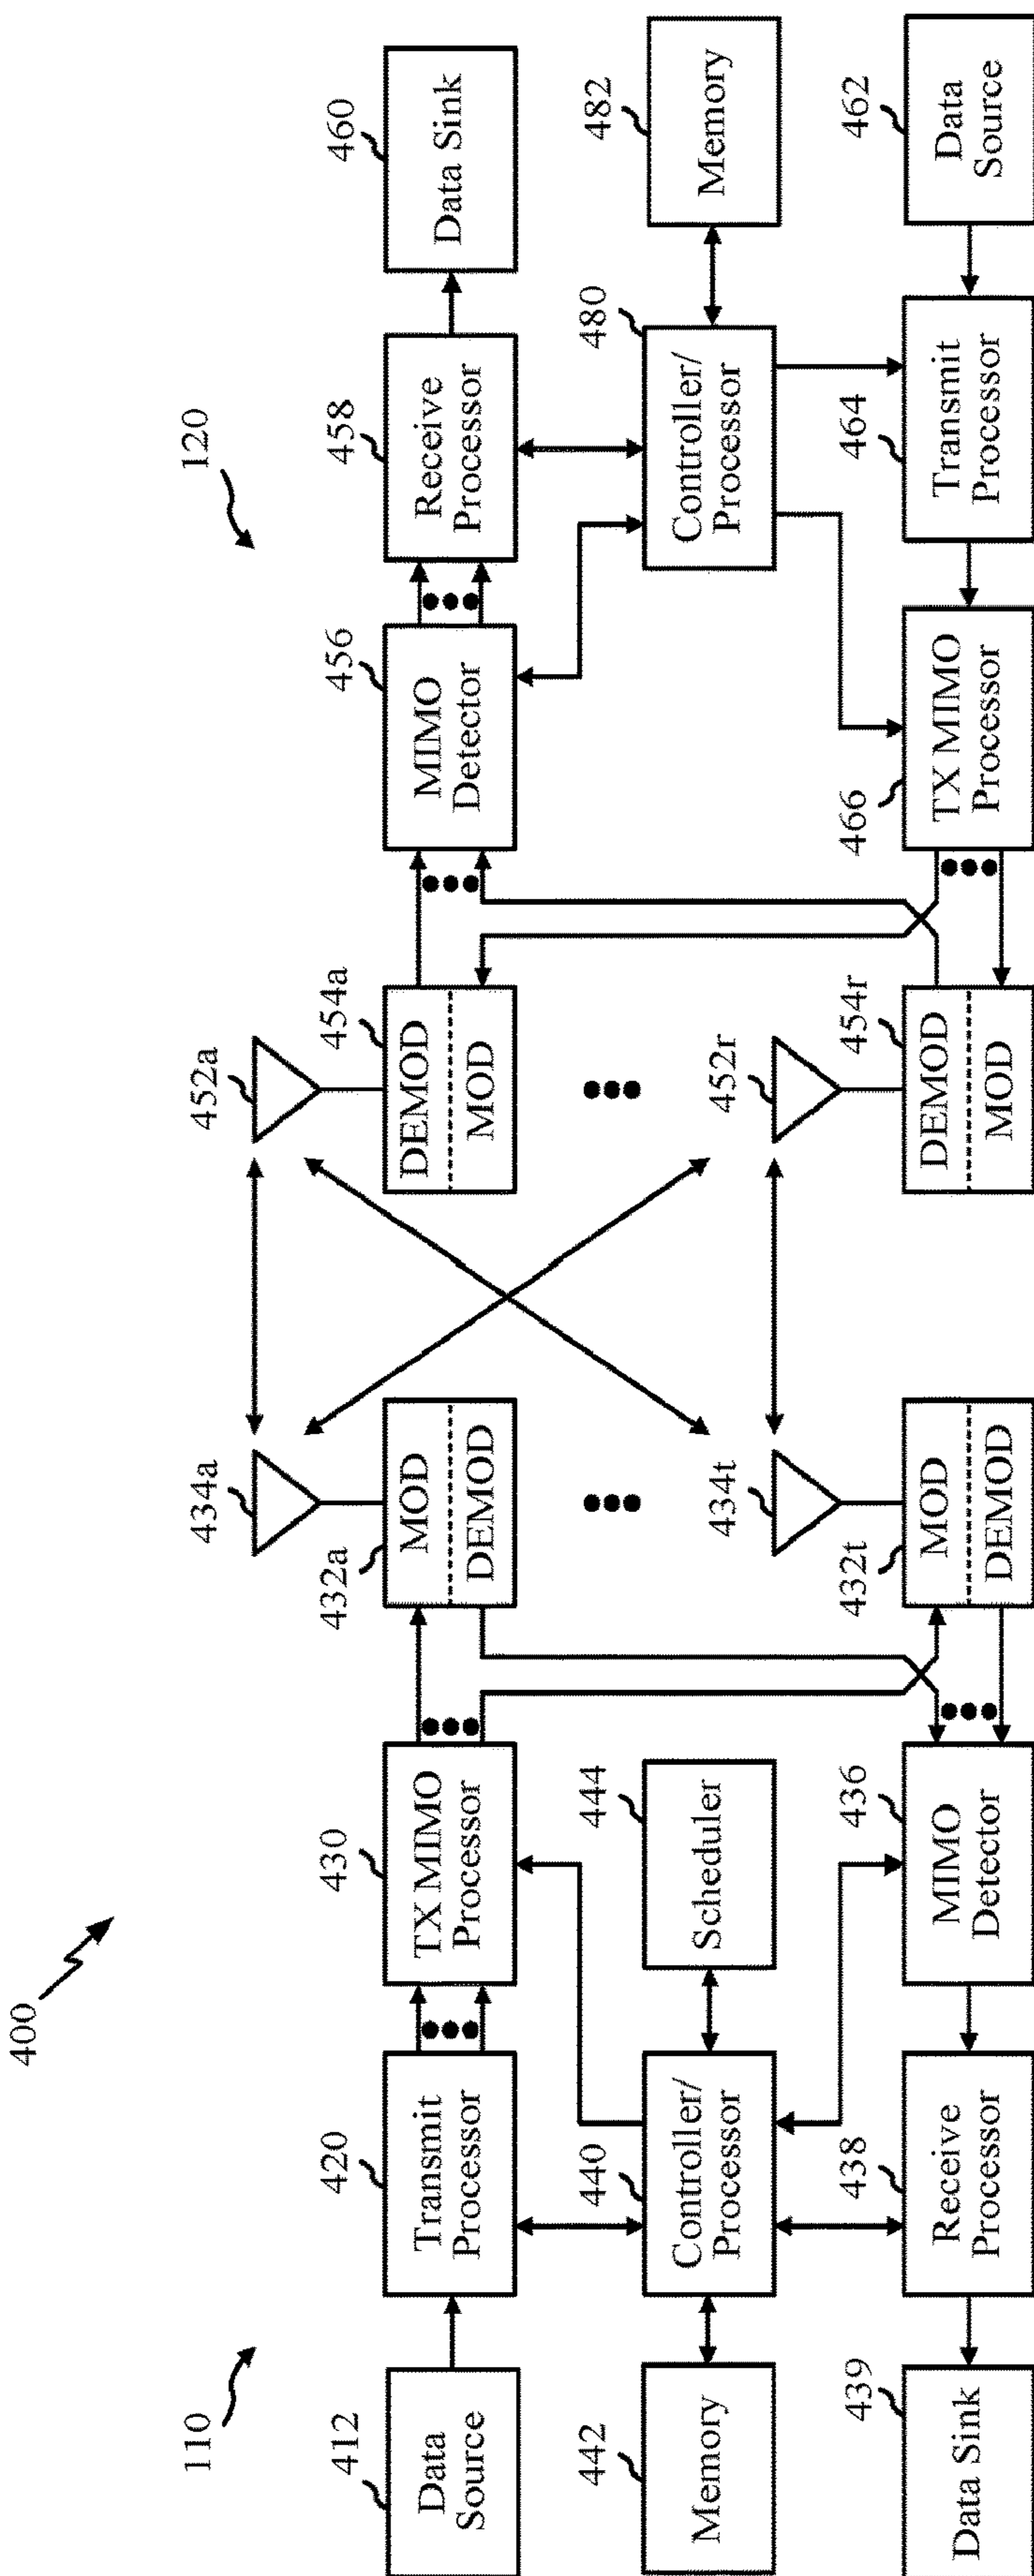 400
110
120
412
Data
Source
420
Transmit
Processor
430
TX MIMO
Processor
432a
MOD
DEMOD
434a
452a
454a
DEMOD
MOD
456
MIMO
Detector
458
Receive
Processor
460
Data Sink
442
Memory
440
Controller/
Processor
444
Scheduler
480
Controller/
Processor
482
Memory
439
Data Sink
438
Receive
Processor
436
MIMO
Detector
432t
MOD
DEMOD
434t
452r
454r
DEMOD
MOD
466
TX MIMO
Processor
464
Transmit
Processor
462
Data
Source